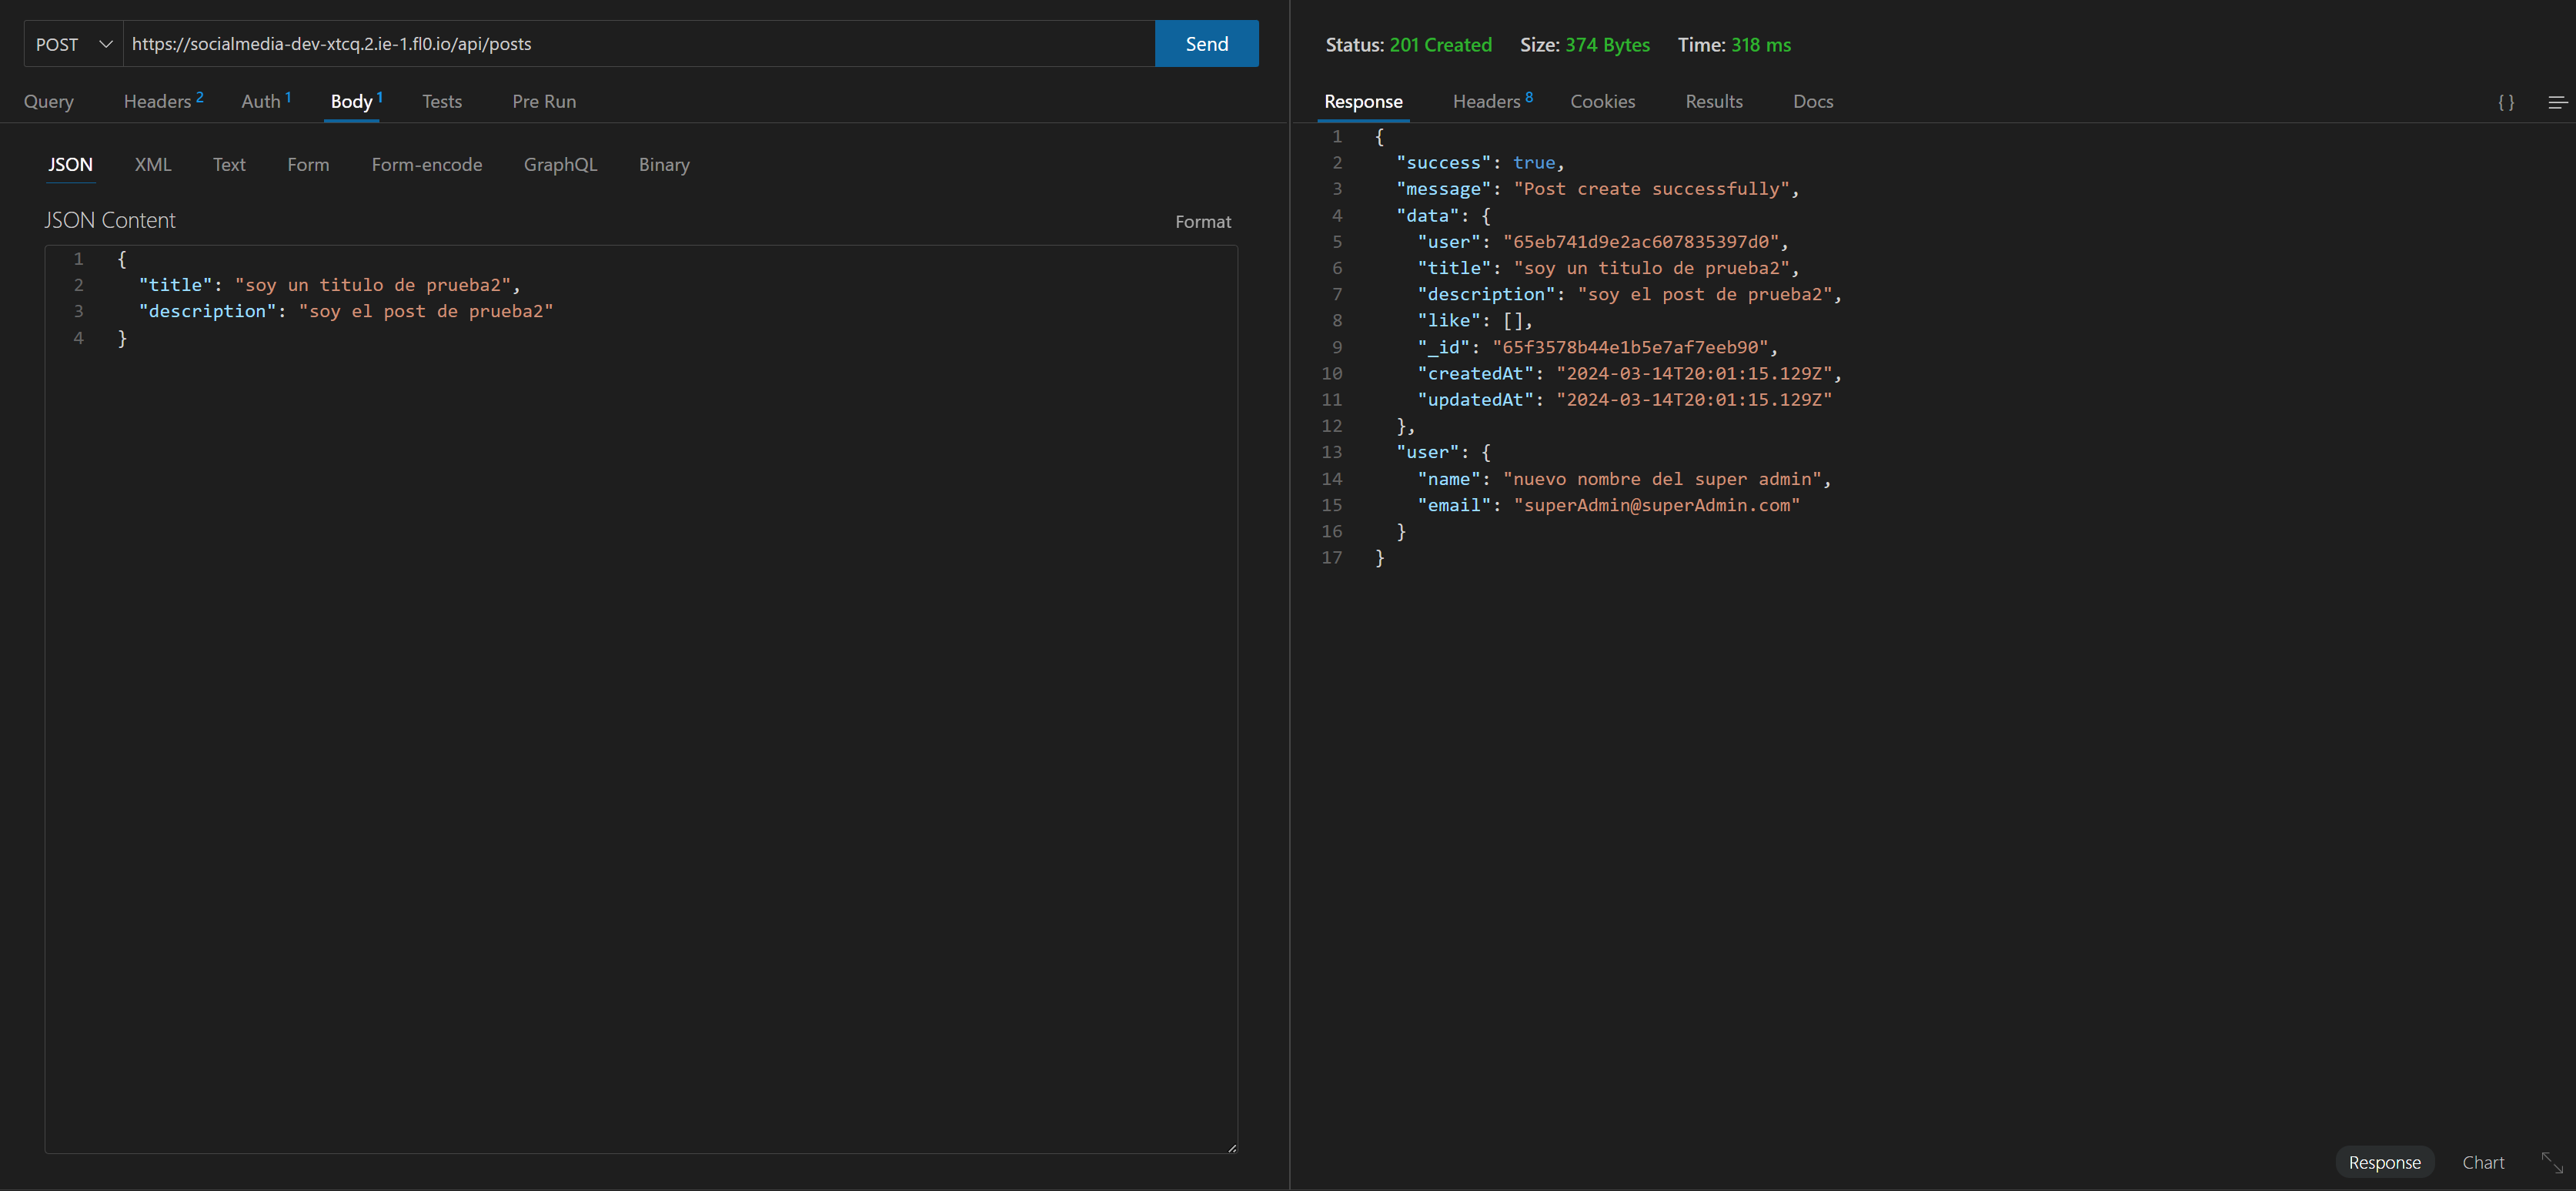 POST https://socialmedia-dev-xtcq.2.ie-1.fl0.io/api/posts Send
Query Headers 2 Auth 1 Body 1 Tests Pre Run
JSON XML Text Form Form-encode GraphQL Binary
JSON Content Format
1 {
2 "title": "soy un titulo de prueba2",
3 "description": "soy el post de prueba2"
4 }
Status: 201 Created Size: 374 Bytes Time: 318 ms
Response Headers 8 Cookies Results Docs { }
1 {
2 "success": true,
3 "message": "Post create successfully",
4 "data": {
5 "user": "65eb741d9e2ac607835397d0",
6 "title": "soy un titulo de prueba2",
7 "description": "soy el post de prueba2",
8 "like": [],
9 "_id": "65f3578b44e1b5e7af7eeb90",
10 "createdAt": "2024-03-14T20:01:15.129Z",
11 "updatedAt": "2024-03-14T20:01:15.129Z"
12 },
13 "user": {
14 "name": "nuevo nombre del super admin",
15 "email": "superAdmin@superAdmin.com"
16 }
17 }
Response Chart